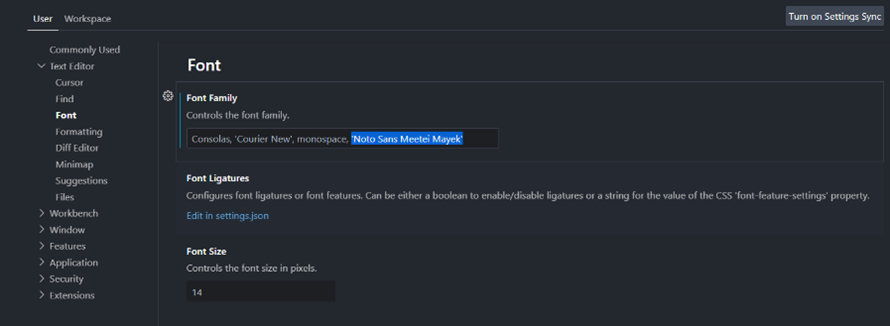 User Workspace
Turn on Settings Sync
Commonly Used
Text Editor
Cursor
Find
Font
Formatting
Diff Editor
Minimap
Suggestions
Files
Workbench
Window
Features
Application
Security
Extensions
Font
Font Family
Controls the font family.
Consolas, 'Courier New', monospace, 'Noto Sans Meetei Mayek'
Font Ligatures
Configures font ligatures or font features. Can be either a boolean to enable/disable ligatures or a string for the value of the CSS 'font-feature-settings' property.
Edit in settings.json
Font Size
Controls the font size in pixels.
14